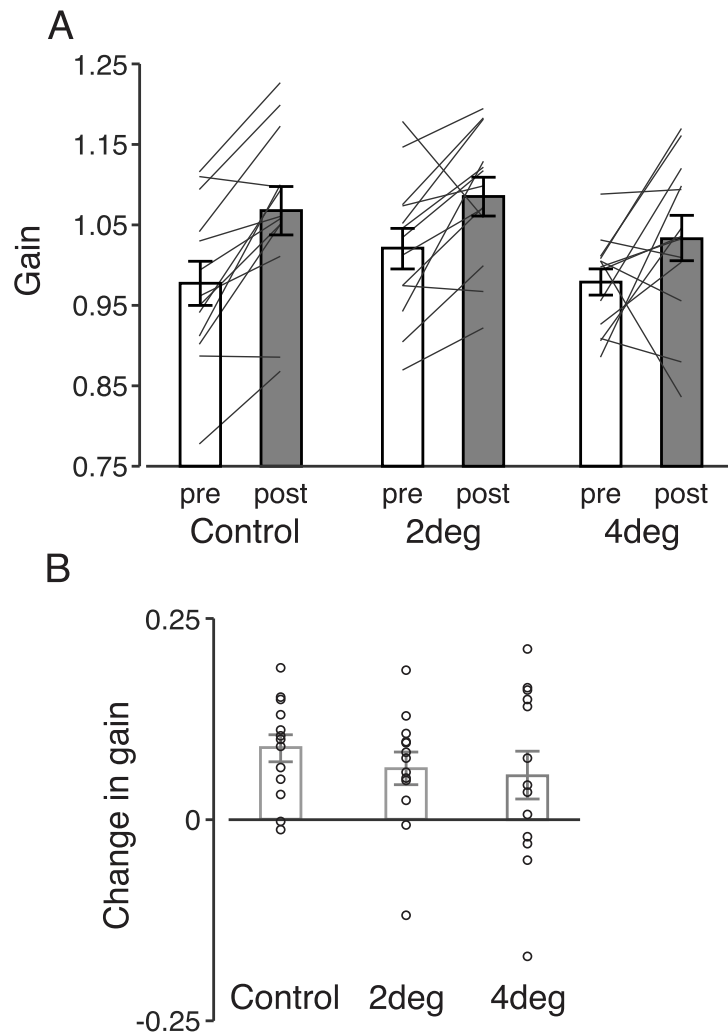 A
1.25
1.15
1.05
0.95
0.85
0.75
Gain
pre post pre post pre post
Control 2deg 4deg
B
0.25
0
-0.25
Change in gain
Control 2deg 4deg